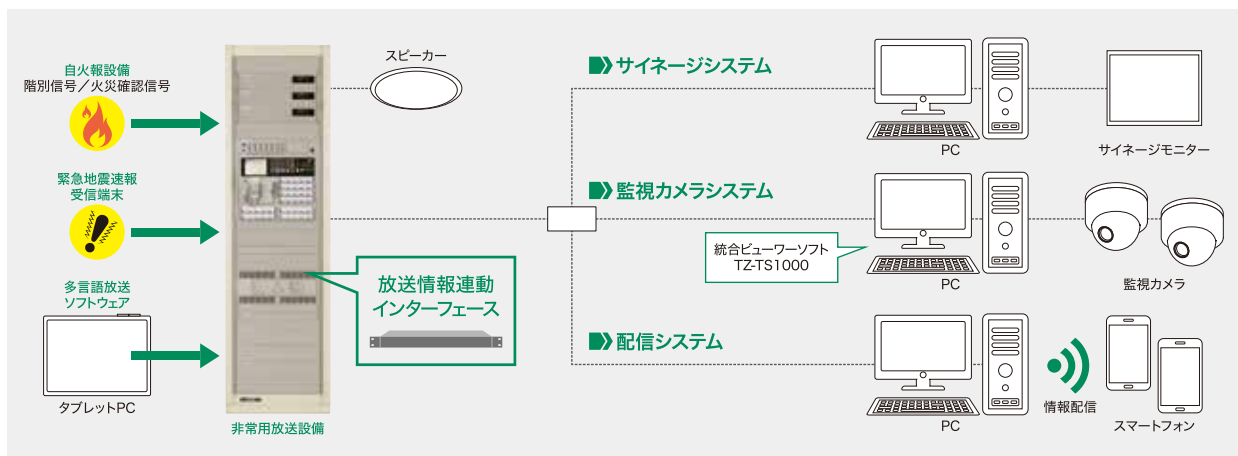 自火報設備
階別信号／火災確認信号
緊急地震速報
受信端末
多言語放送
ソフトウェア
タブレットPC
非常用放送設備
スピーカー
放送情報連動
インターフェース
サイネージシステム
PC
サイネージモニター
監視カメラシステム
統合ビューワーソフト
TZ-TS1000
PC
監視カメラ
配信システム
PC
情報配信
スマートフォン